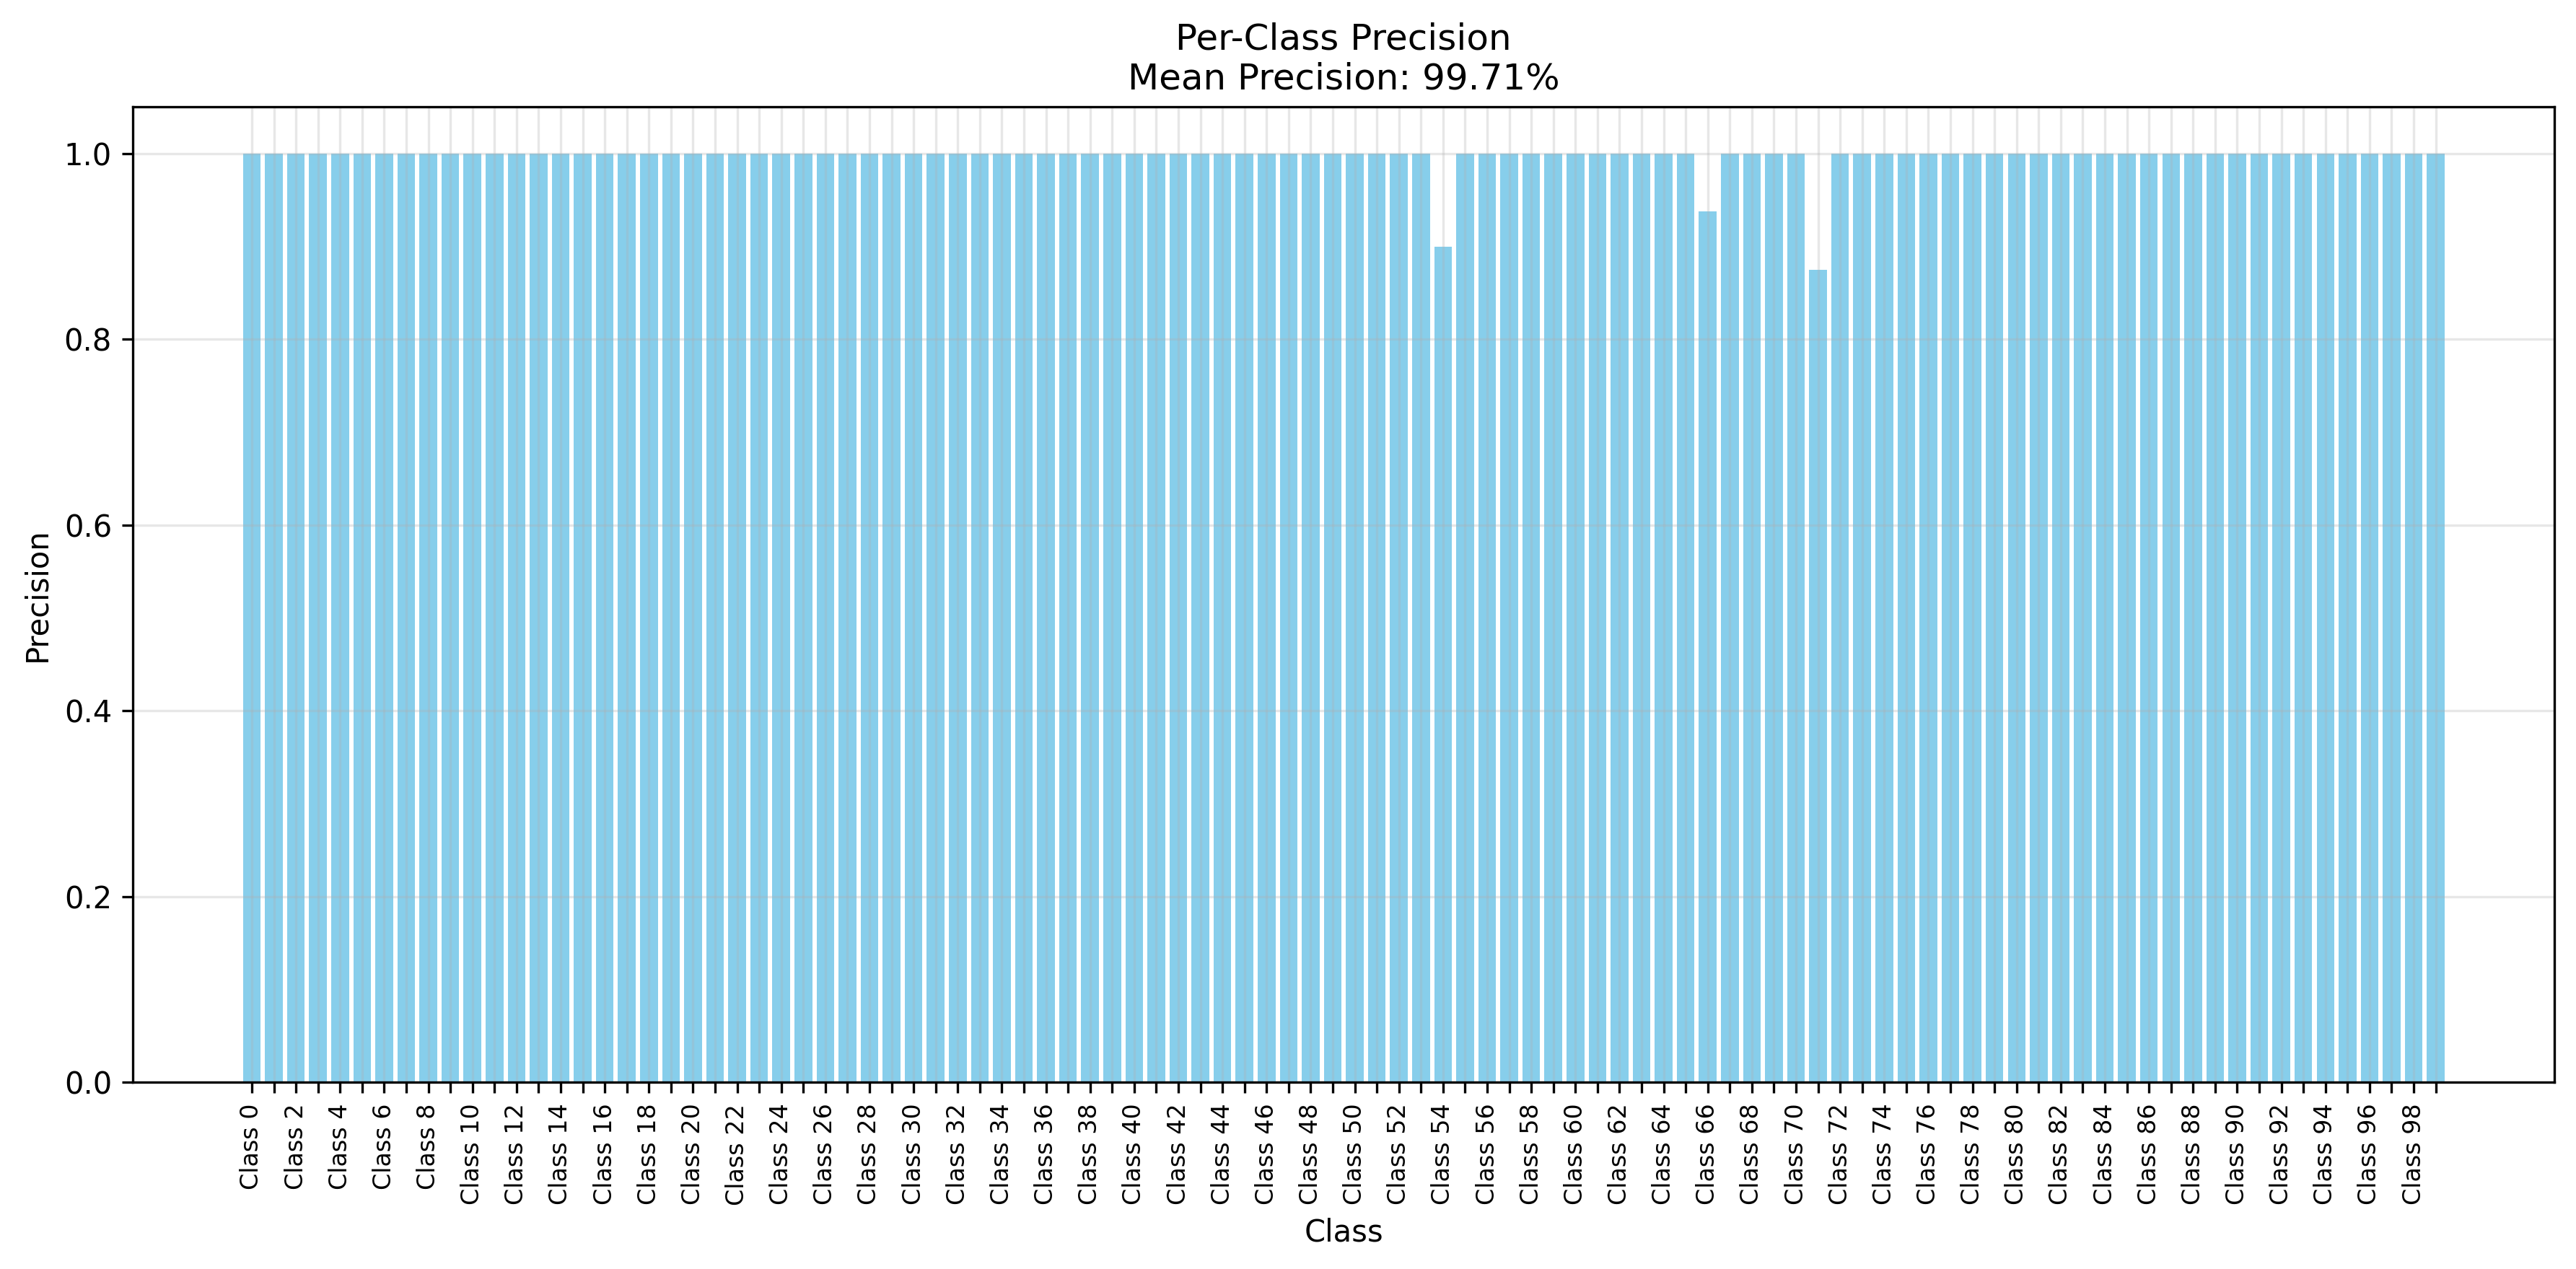 Per-Class Precision
Mean Precision: 99.71%
Precision
1.0
0.8
0.6
0.4
0.2
0.0
Class 0
Class 2
Class 4
Class 6
Class 8
Class 10
Class 12
Class 14
Class 16
Class 18
Class 20
Class 22
Class 24
Class 26
Class 28
Class 30
Class 32
Class 34
Class 36
Class 38
Class 40
Class 42
Class 44
Class 46
Class 48
Class 50
Class 52
Class 54
Class 56
Class 58
Class 60
Class 62
Class 64
Class 66
Class 68
Class 70
Class 72
Class 74
Class 76
Class 78
Class 80
Class 82
Class 84
Class 86
Class 88
Class 90
Class 92
Class 94
Class 96
Class 98
Class